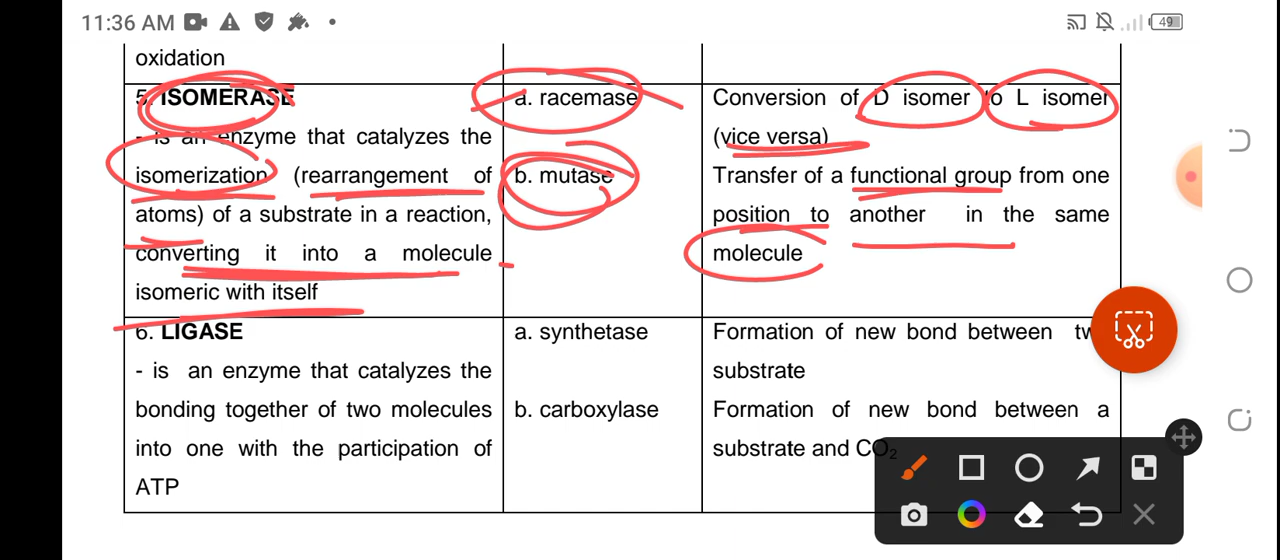 11:36 AM
49
oxidation
5. ISOMERASE
- is an enzyme that catalyzes the
isomerization (rearrangement of
atoms) of a substrate in a reaction,
converting it into a molecule
isomeric with itself
a. racemase
b. mutase
Conversion of D isomer to L isomer
(vice versa)
Transfer of a functional group from one
position to another in the same
molecule
6. LIGASE
- is an enzyme that catalyzes the
bonding together of two molecules
into one with the participation of
ATP
a. synthetase
b. carboxylase
Formation of new bond between tw
substrate
Formation of new bond between a
substrate and CO2